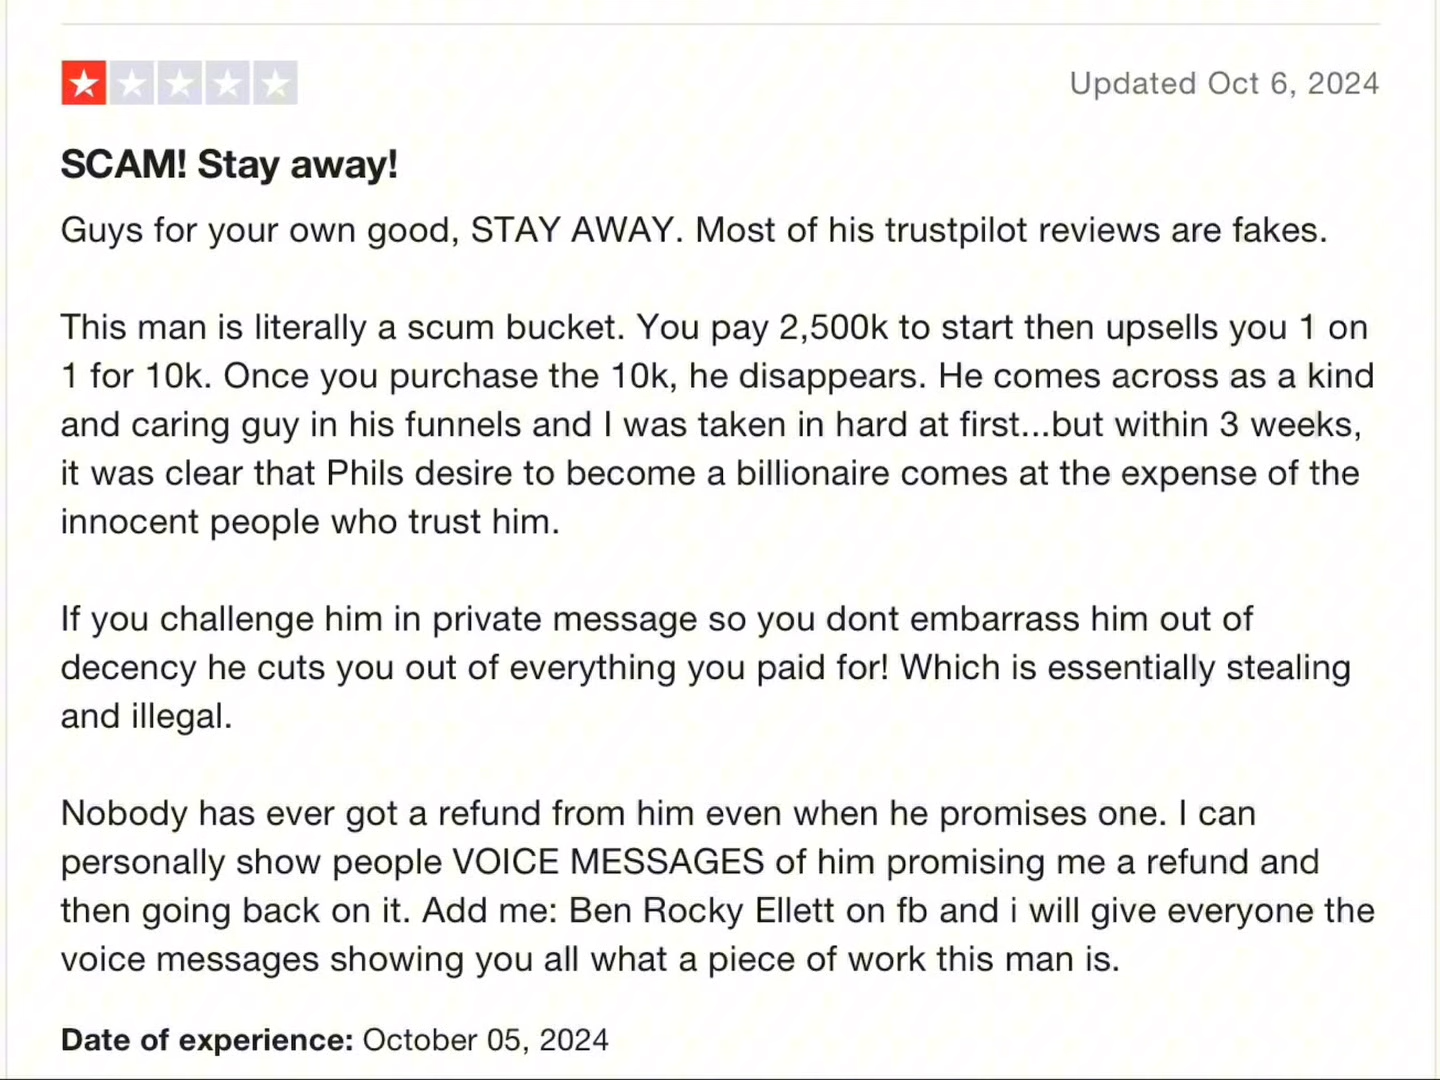 Updated Oct 6, 2024
SCAM! Stay away!
Guys for your own good, STAY AWAY. Most of his trustpilot reviews are fakes.
This man is literally a scum bucket. You pay 2,500k to start then upsells you 1 on
1 for 10k. Once you purchase the 10k, he disappears. He comes across as a kind
and caring guy in his funnels and I was taken in hard at first...but within 3 weeks,
it was clear that Phils desire to become a billionaire comes at the expense of the
innocent people who trust him.
If you challenge him in private message so you dont embarrass him out of
decency he cuts you out of everything you paid for! Which is essentially stealing
and illegal.
Nobody has ever got a refund from him even when he promises one. I can
personally show people VOICE MESSAGES of him promising me a refund and
then going back on it. Add me: Ben Rocky Ellett on fb and i will give everyone the
voice messages showing you all what a piece of work this man is.
Date of experience: October 05, 2024